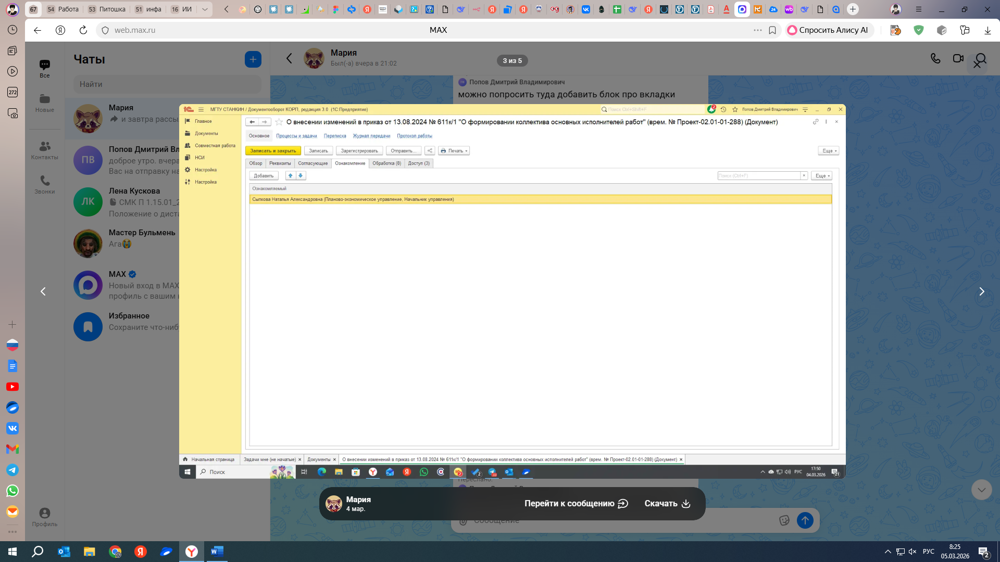 67
54 Работа
53 Питошка
51 инфа
16 ИИ
web.max.ru
MAX
Спросить Алису AI
272
Все
Новые
Контакты
Звонки
Профиль
Чаты
Найти
Мария
и завтра рассы
Попов Дмитрий Вл
доброе утро. вчера
Вас на отправку на
ЛК
ПВ
Лена Кускова
СМК П 1.15.01_2
Положение о диста
Мастер Бульмень
Ага
MAX
Новый вход в MAX
профиль с вашим
Избранное
Сохраните что-нибу
Мария
Был(-а) вчера в 21:02
3 из 5
Попов Дмитрий Владимирович
можно попросить туда добавить блок про вкладки
МГТУ СТАНКИН / Документооборот КОРП, редакция 3.0 (1С:Предприятие)
Поиск Ctrl+Shift+F
2
Попов Дмитрий Владимирович
Главное
Документы
Совместная работа
НСИ
Настройка
Настройка
О внесении изменений в приказ от 13.08.2024 № 611к/1 "О формировании коллектива основных исполнителей работ" (врем. № Проект-02.01-01-288) (Документ)
Основное
Процессы и задачи
Переписка
Журнал передачи
Протокол работы
Записать и закрыть
Записать
Зарегистрировать
Отправить...
Печать
Еще
Обзор
Реквизиты
Согласующие
Ознакомление
Обработка (8)
Доступ (3)
Добавить
Поиск (Ctrl+F)
Еще
Ознакомляемый
Сыпкова Наталья Александровна (Планово-экономическое управление, Начальник управления)
Начальная страница
Задачи мне (не начатые)
Документы
О внесении изменений в приказ от 13.08.2024 № 611к/1 "О формировании коллектива основных исполнителей работ" (врем. № Проект-02.01-01-288) (Документ)
Поиск
РУС
17:50
04.03.2026
21
Переслано:
Мария
4 мар.
Перейти к сообщению
Скачать
Сообщение
РУС
8:25
05.03.2026
2